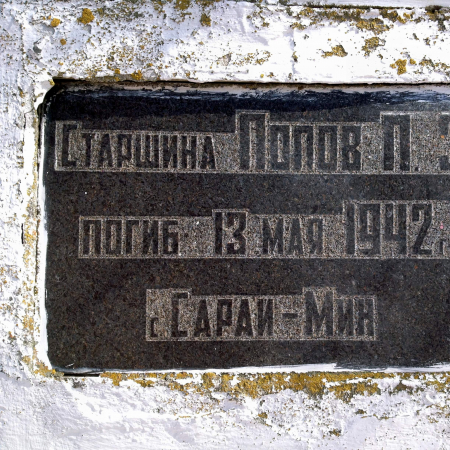 Старшина Попов П. З
погиб 13 мая 1942 г
с. Сараи-Мин